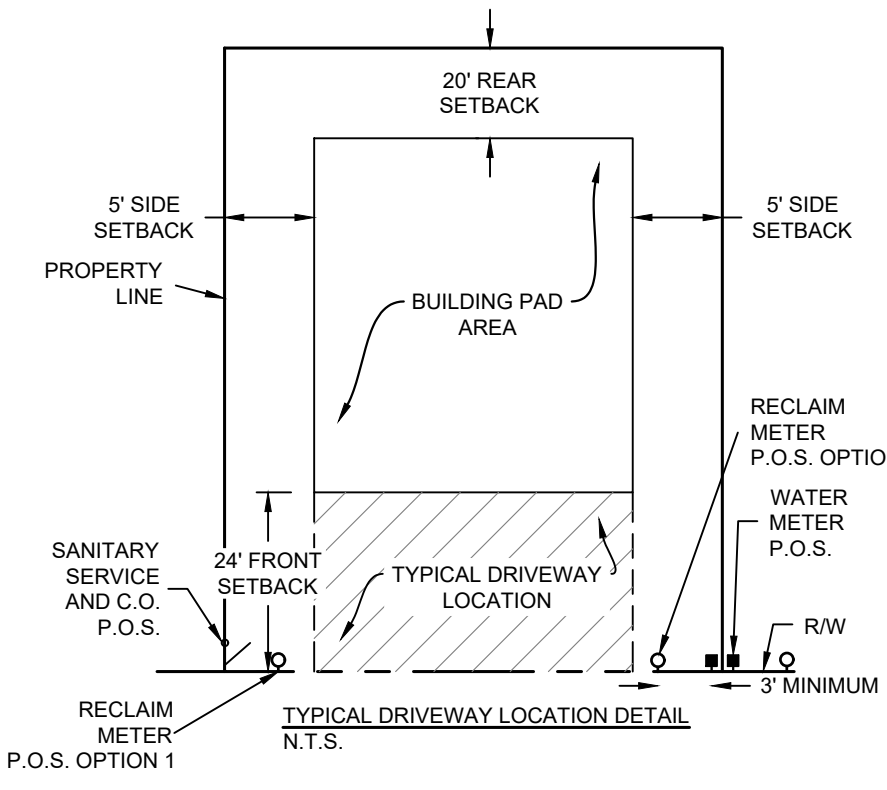 20' REAR
SETBACK
5' SIDE
SETBACK
5' SIDE
SETBACK
PROPERTY
LINE
BUILDING PAD
AREA
RECLAIM
METER
P.O.S. OPTIO
WATER
METER
P.O.S.
SANITARY
SERVICE
AND C.O.
P.O.S.
24' FRONT
SETBACK
TYPICAL DRIVEWAY
LOCATION
R/W
3' MINIMUM
RECLAIM
METER
P.O.S. OPTION 1
TYPICAL DRIVEWAY LOCATION DETAIL
N.T.S.